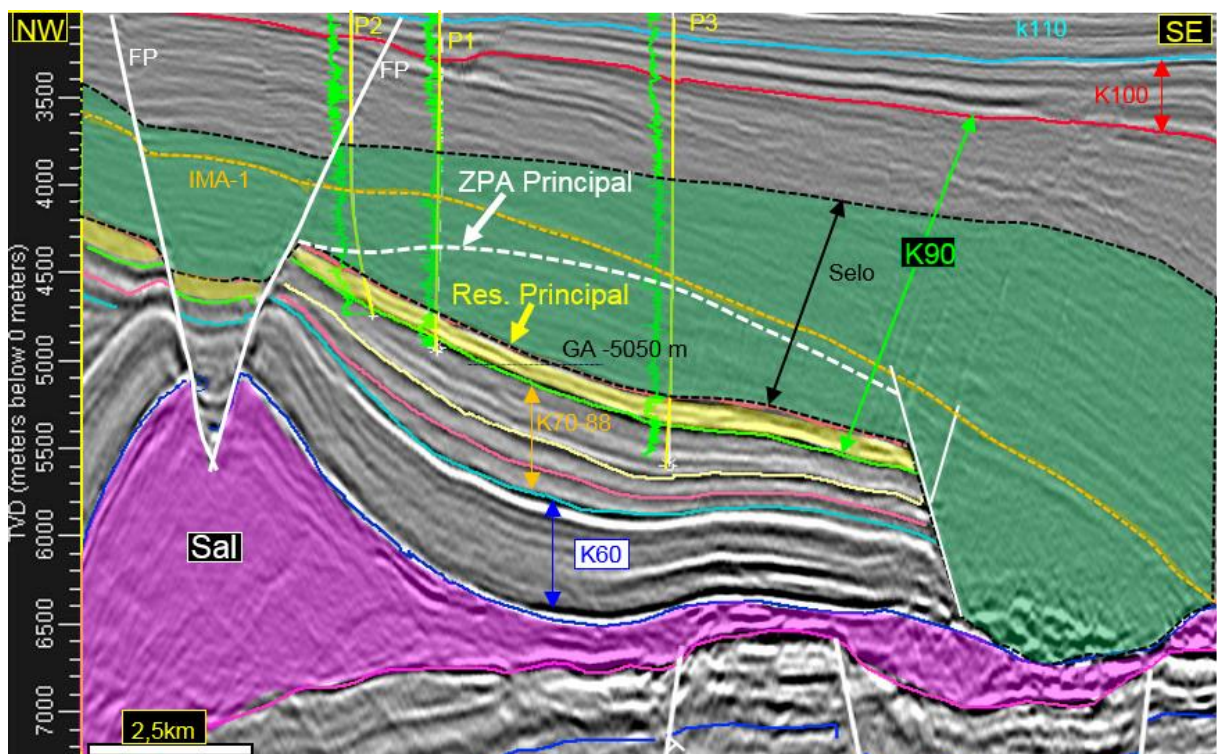 NW
P2
P1
P3
k110
SE
FP
FP
K100
3500
4000
4500
5000
5500
6000
6500
7000
TVD (meters below 0 meters)
IMA-1
ZPA Principal
Selo
K90
Res. Principal
GA -5050 m
K70-88
Sal
K60
2,5km